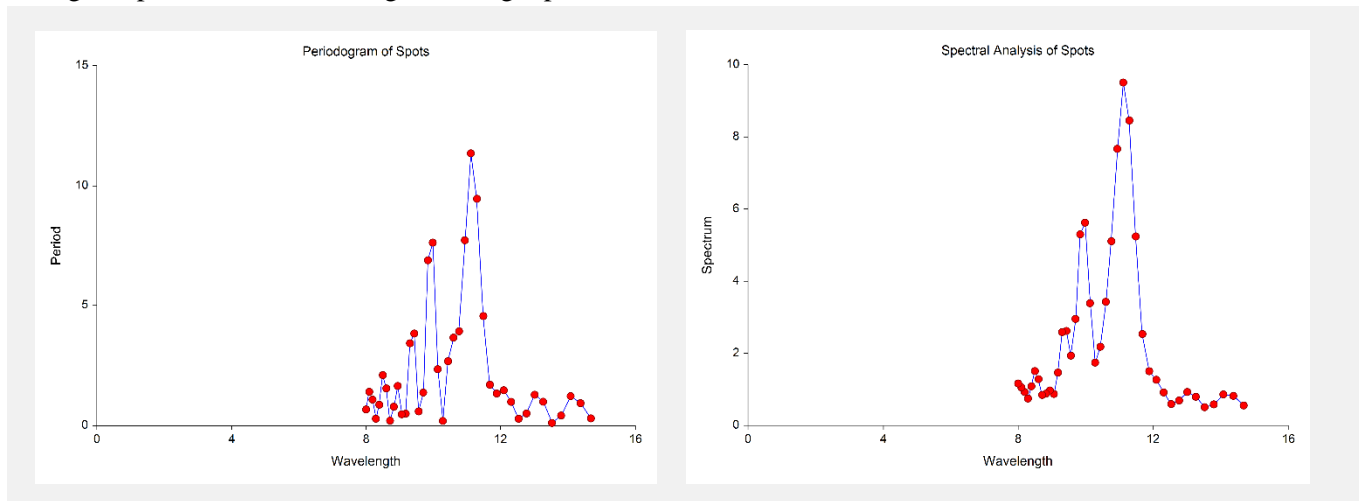 Periodogram of Spots
15
10
5
0
Period
0 4 8 12 16
Wavelength
Spectral Analysis of Spots
10
8
6
4
2
0
Spectrum
0 4 8 12 16
Wavelength